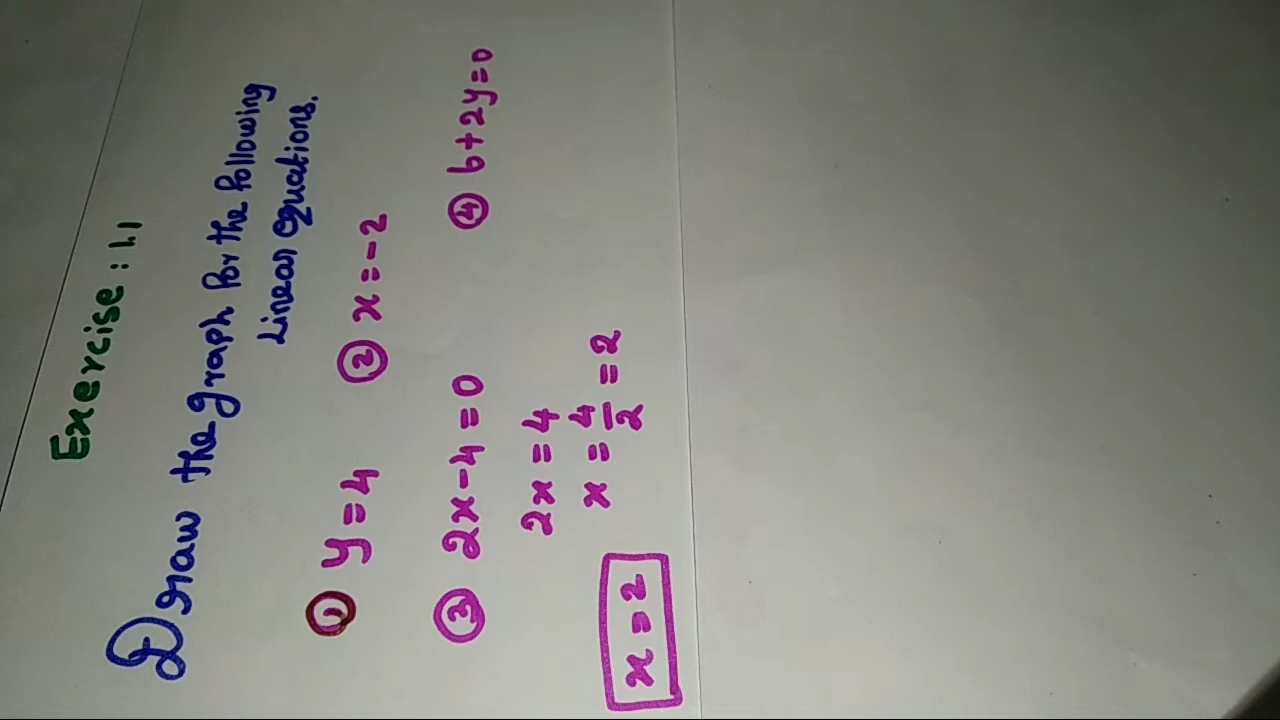 Exercise : 1.1
Draw the graph for the following
Linear equations.
① y = 4 ② x = -2
③ 2x-4=0 ④ 6+2y=0
2x = 4
x = 4/2 = 2
x = 2